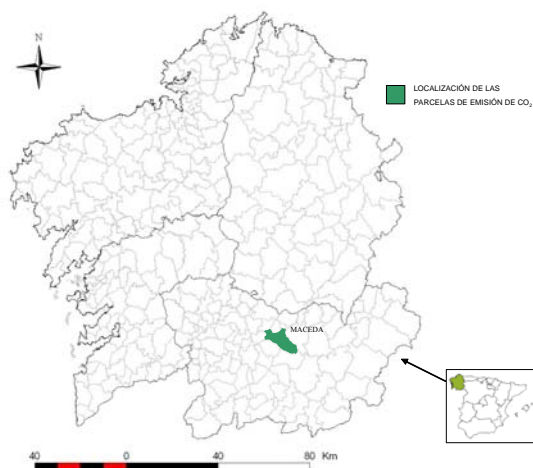 N
LOCALIZACIÓN DE LAS
PARCELAS DE EMISIÓN DE CO₂
MACEDA
40 0 40 80 Km